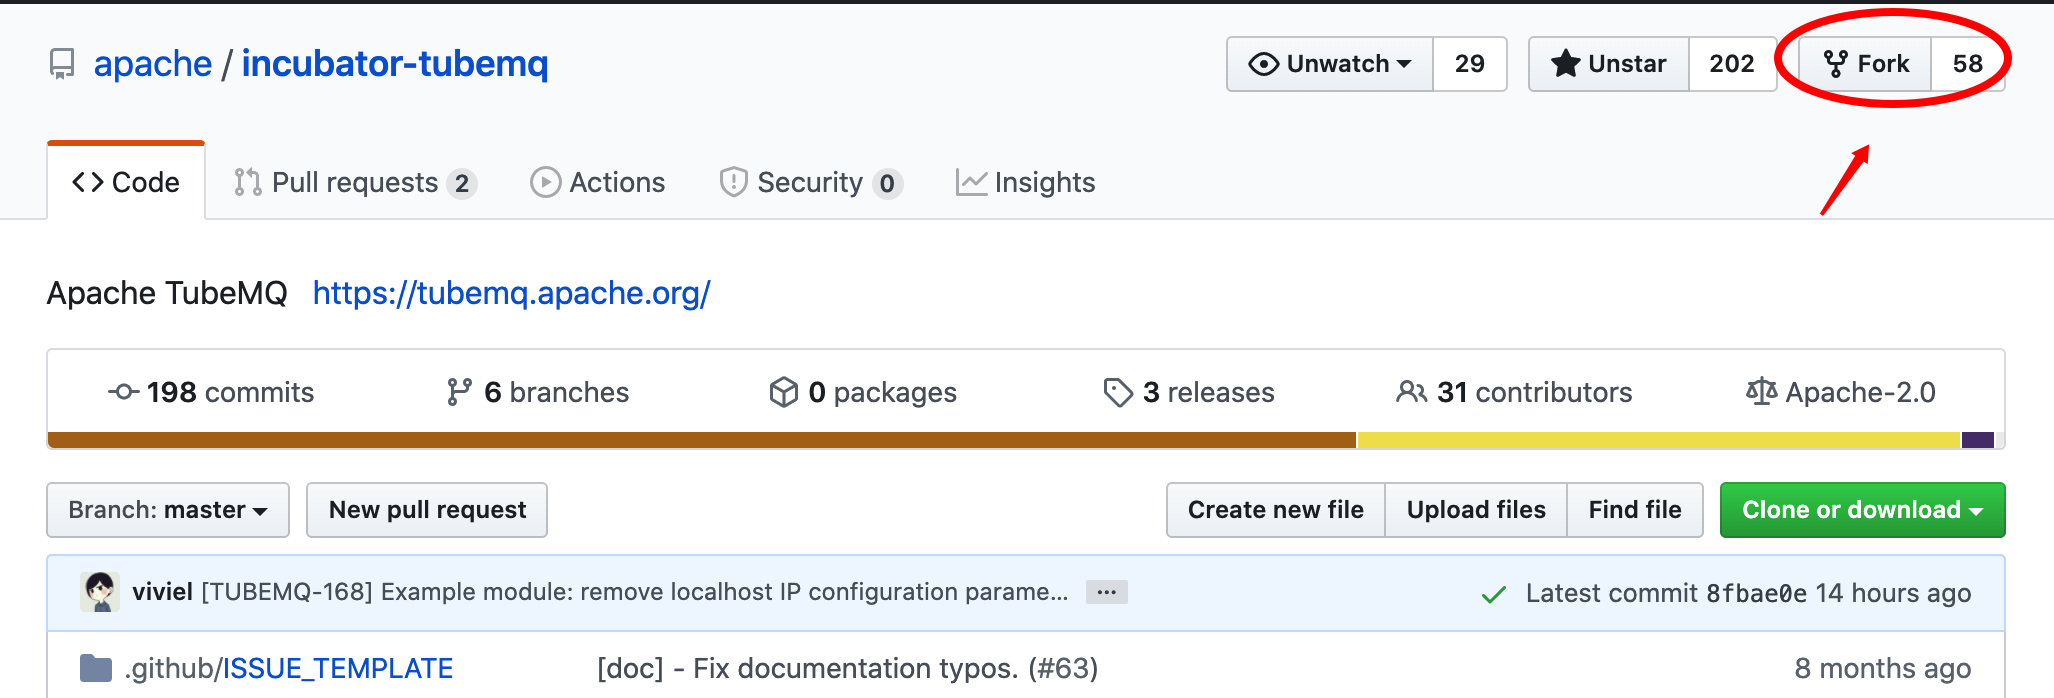 apache / incubator-tubemq
Unwatch 29 Unstar 202 Fork 58
Code Pull requests 2 Actions Security 0 Insights
Apache TubeMQ https://tubemq.apache.org/
198 commits 6 branches 0 packages 3 releases 31 contributors Apache-2.0
Branch: master New pull request Create new file Upload files Find file Clone or download
viviel [TUBEMQ-168] Example module: remove localhost IP configuration parame... ... Latest commit 8fbae0e 14 hours ago
.github/ISSUE_TEMPLATE [doc] - Fix documentation typos. (#63) 8 months ago